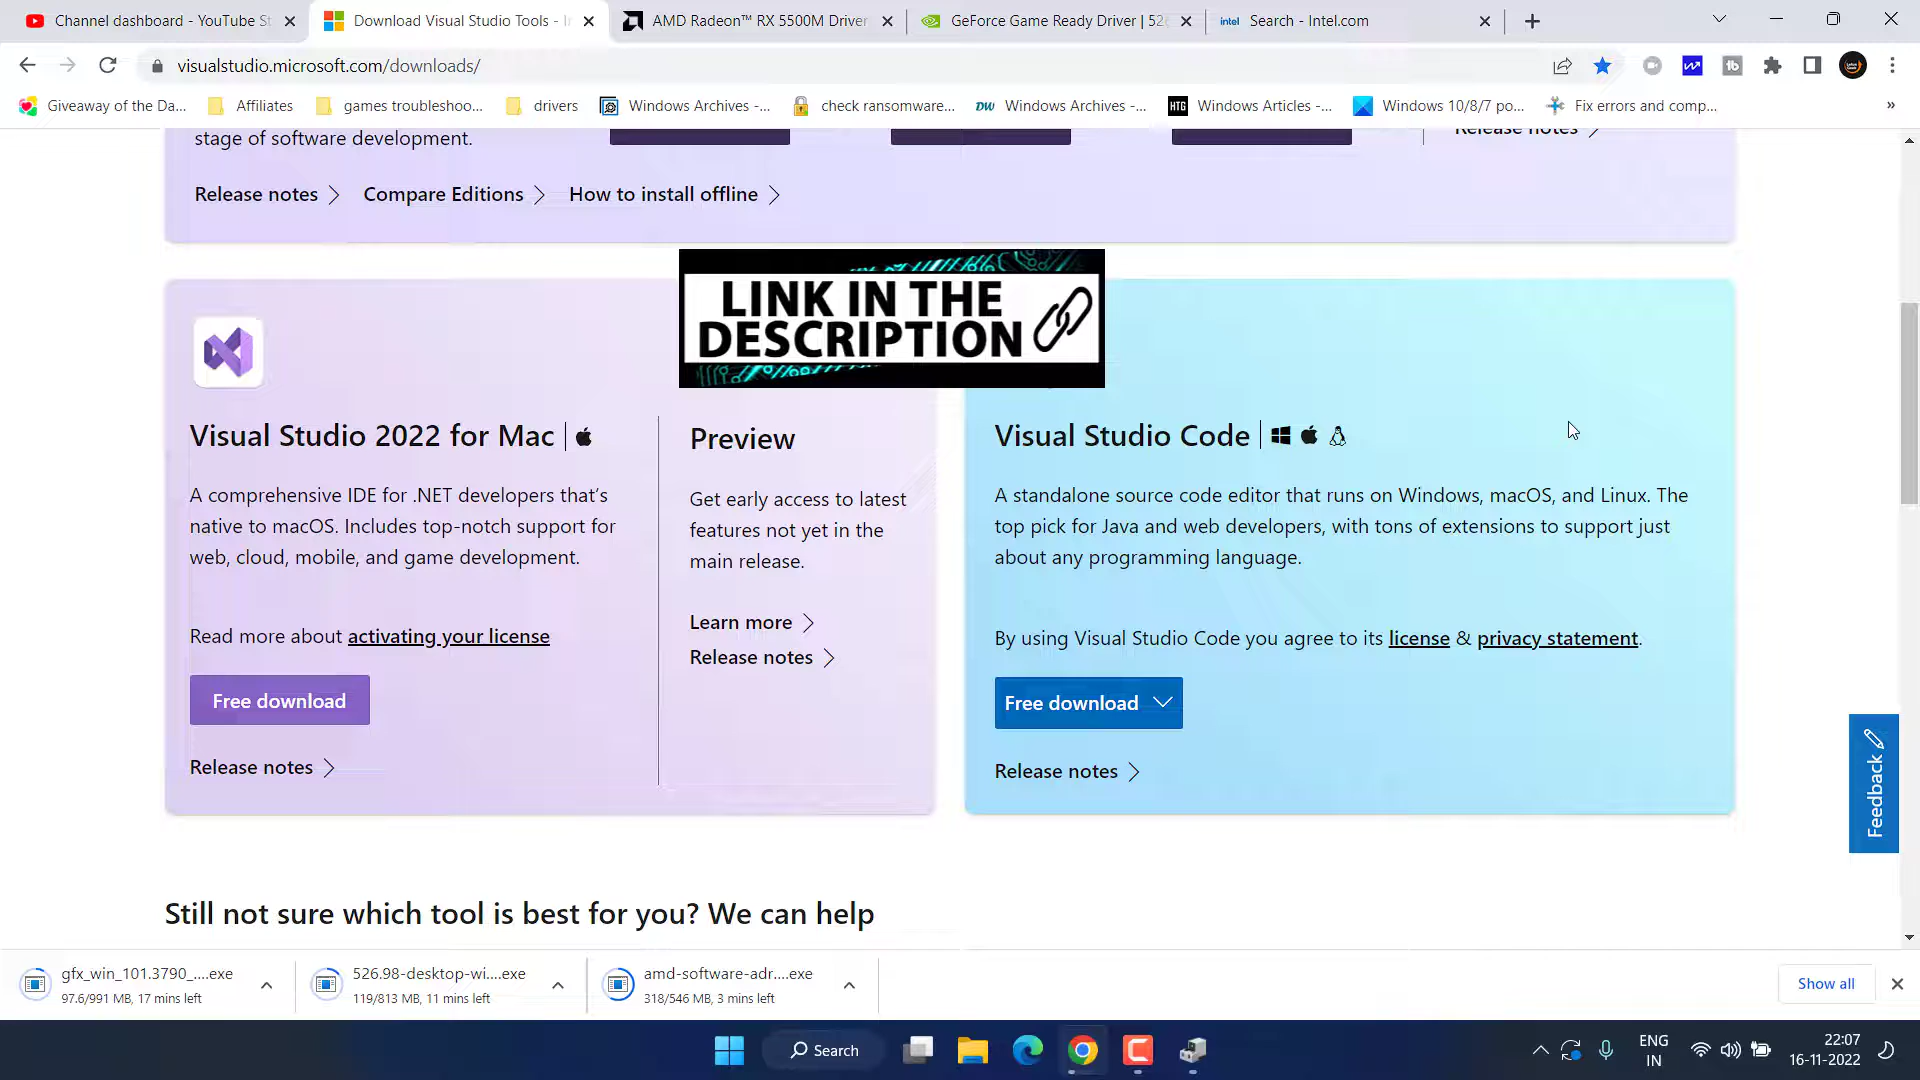 Channel dashboard - YouTube St
Download Visual Studio Tools - I
AMD Radeon™ RX 5500M Driver
GeForce Game Ready Driver | 52
intel Search - Intel.com
visualstudio.microsoft.com/downloads/
Giveaway of the Da...
Affiliates
games troubleshoo...
drivers
Windows Archives -...
check ransomware...
DW Windows Archives -...
HTG Windows Articles -...
Windows 10/8/7 po...
Fix errors and comp...
»
stage of software development.
Release notes
Release notes
Compare Editions
How to install offline
LINK IN THE
DESCRIPTION
Visual Studio 2022 for Mac
A comprehensive IDE for .NET developers that's
native to macOS. Includes top-notch support for
web, cloud, mobile, and game development.
Read more about activating your license
Free download
Release notes
Preview
Get early access to latest
features not yet in the
main release.
Learn more
Release notes
Visual Studio Code
A standalone source code editor that runs on Windows, macOS, and Linux. The
top pick for Java and web developers, with tons of extensions to support just
about any programming language.
By using Visual Studio Code you agree to its license & privacy statement.
Free download
Release notes
Feedback
Still not sure which tool is best for you? We can help
gfx_win_101.3790_....exe
97.6/991 MB, 17 mins left
526.98-desktop-wi....exe
119/813 MB, 11 mins left
amd-software-adr....exe
318/546 MB, 3 mins left
Show all
Search
ENG
IN
22:07
16-11-2022